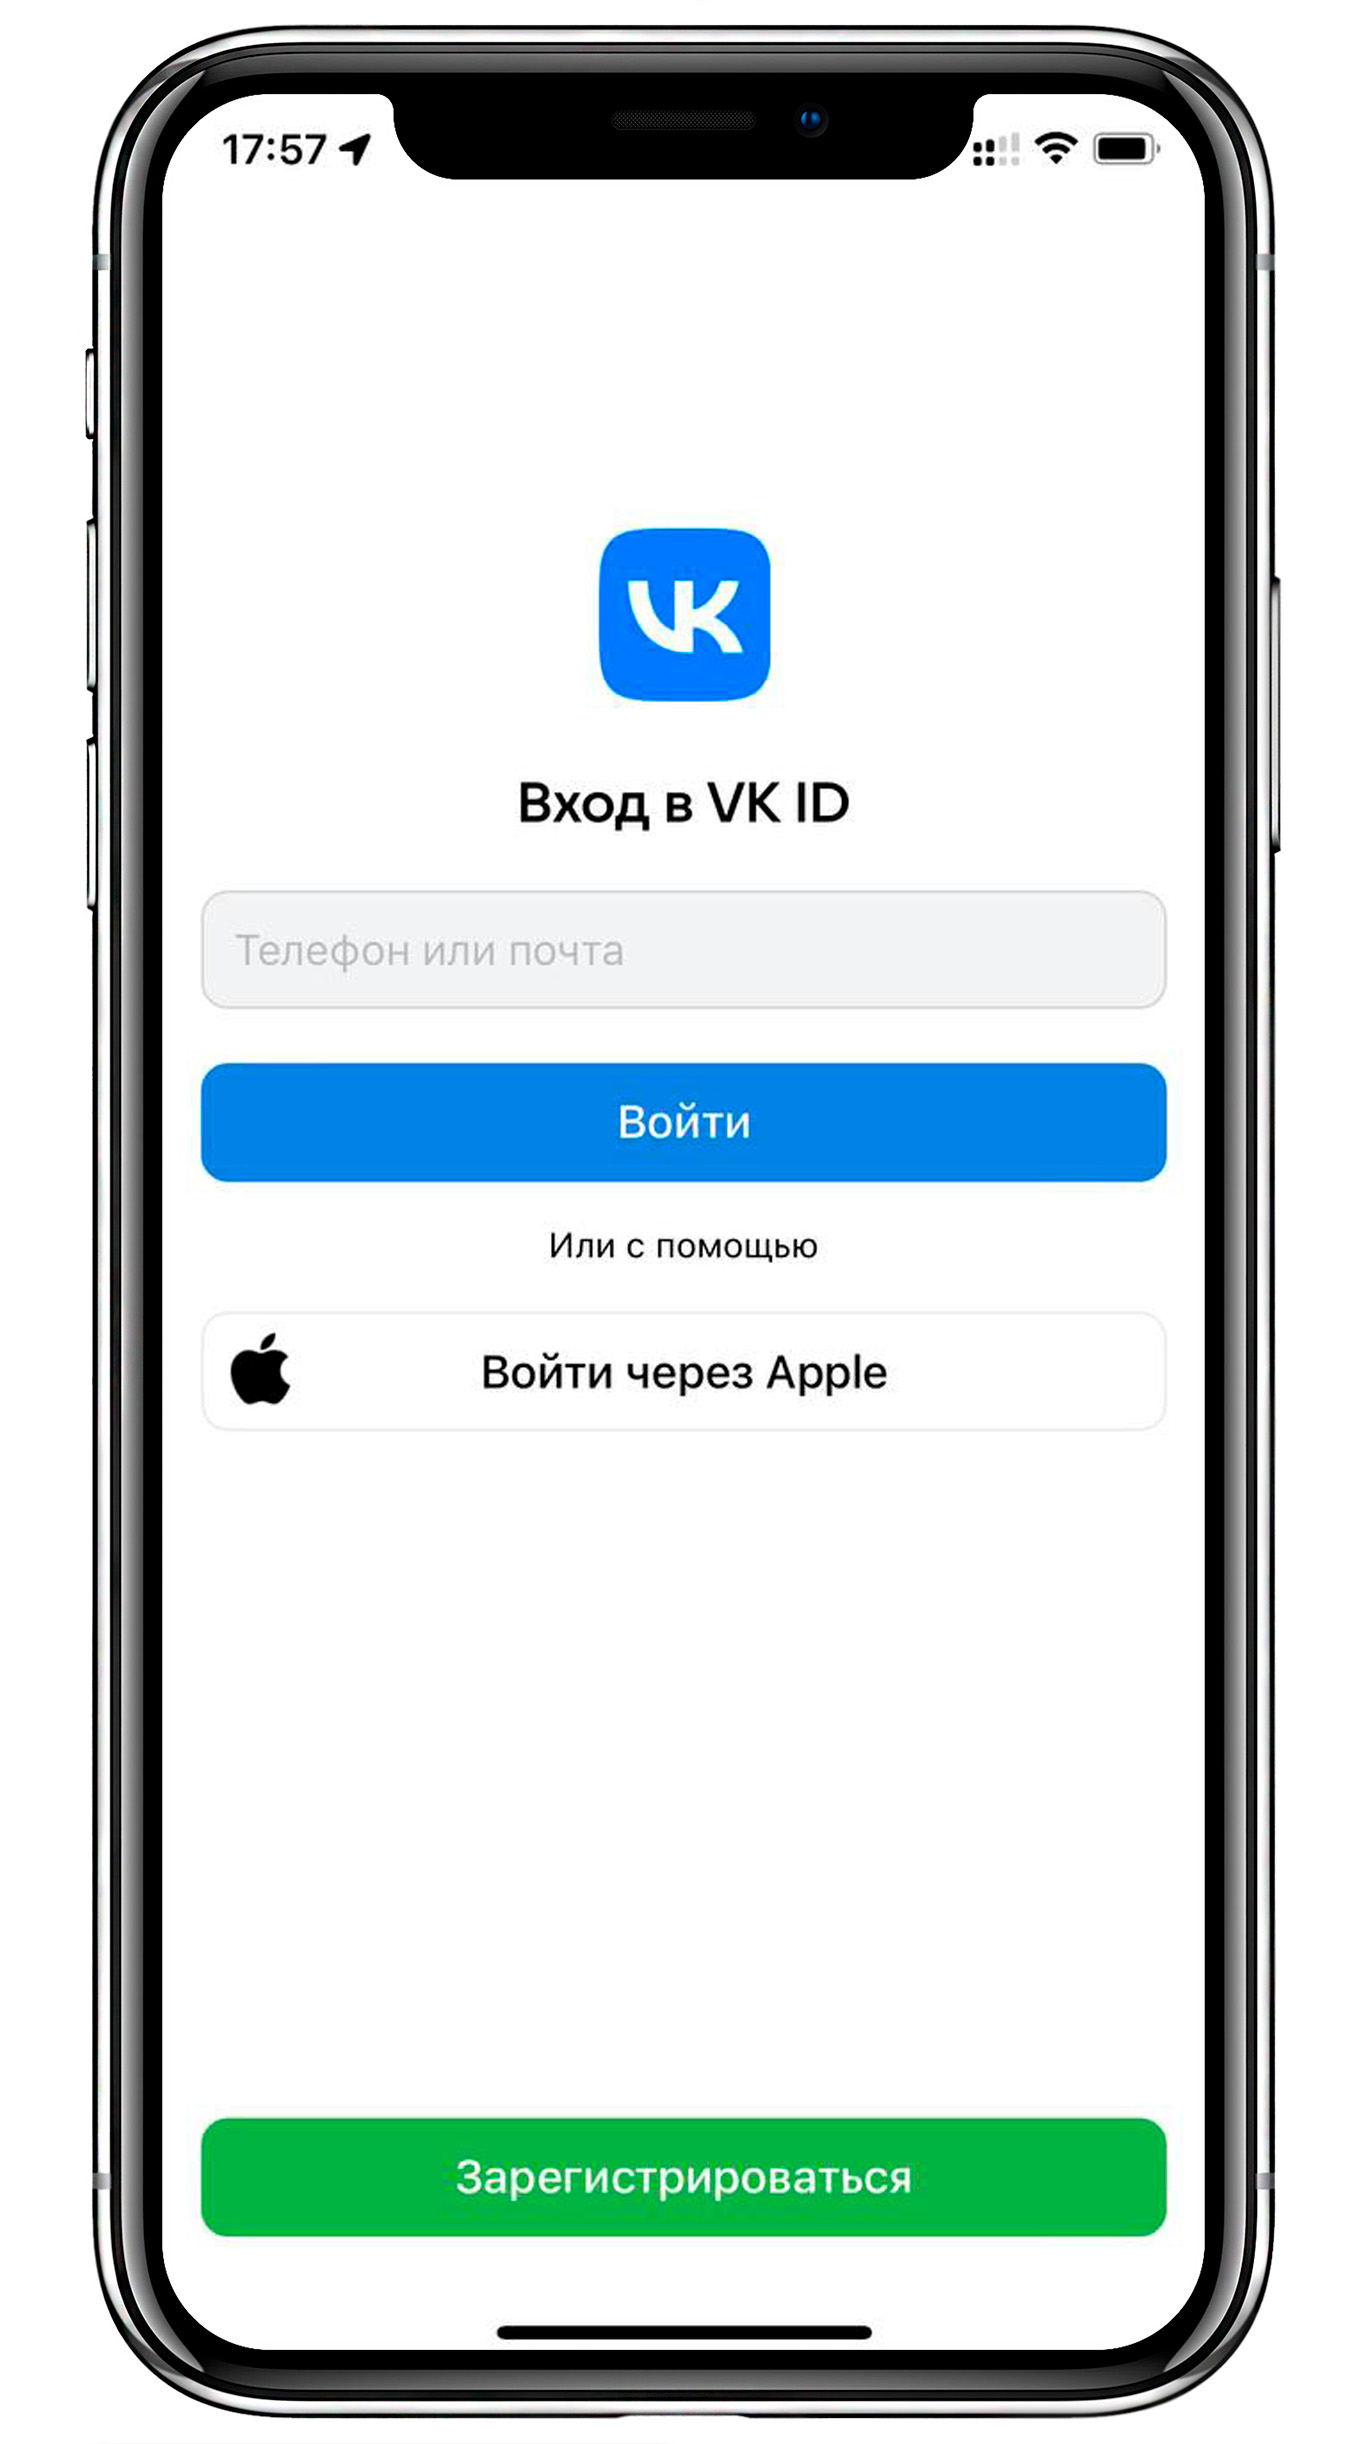 17:57
VK
Вход в VK ID
Телефон или почта
Войти
Или с помощью
Войти через Apple
Зарегистрироваться